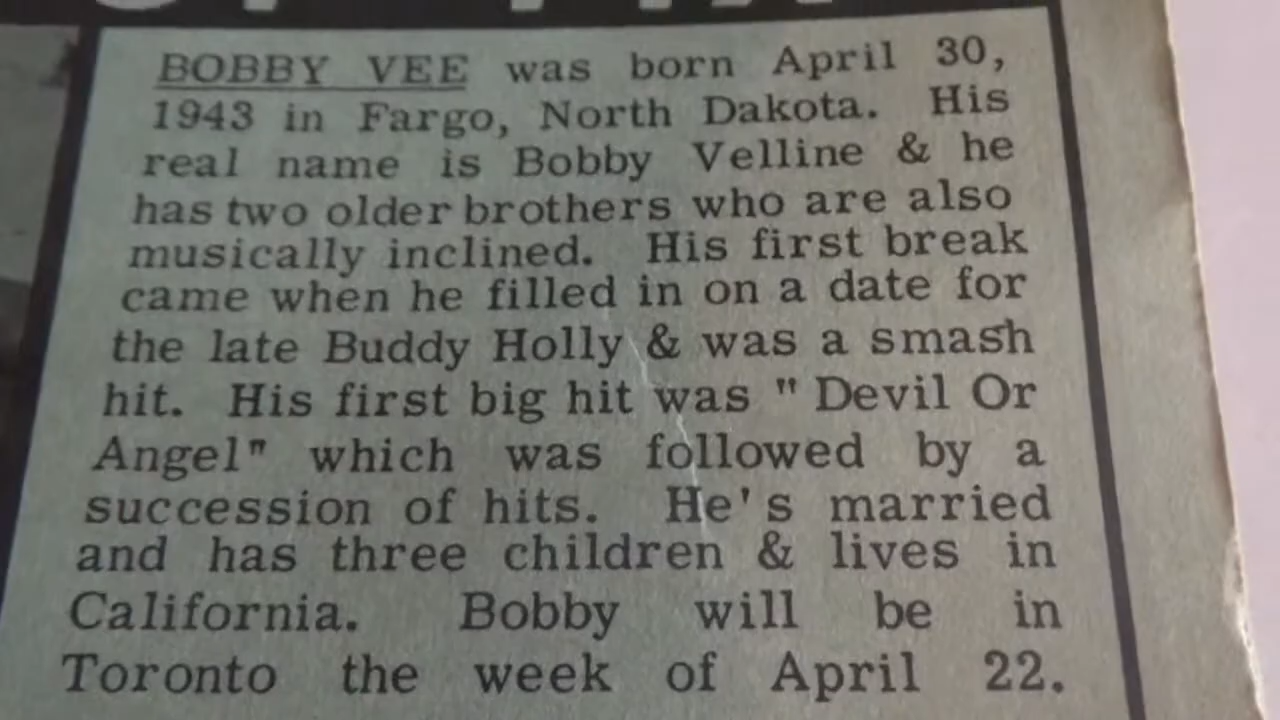 BOBBY VEE was born April 30,
1943 in Fargo, North Dakota. His
real name is Bobby Velline & he
has two older brothers who are also
musically inclined. His first break
came when he filled in on a date for
the late Buddy Holly & was a smash
hit. His first big hit was "Devil Or
Angel" which was followed by a
succession of hits. He's married
and has three children & lives in
California. Bobby will be in
Toronto the week of April 22.